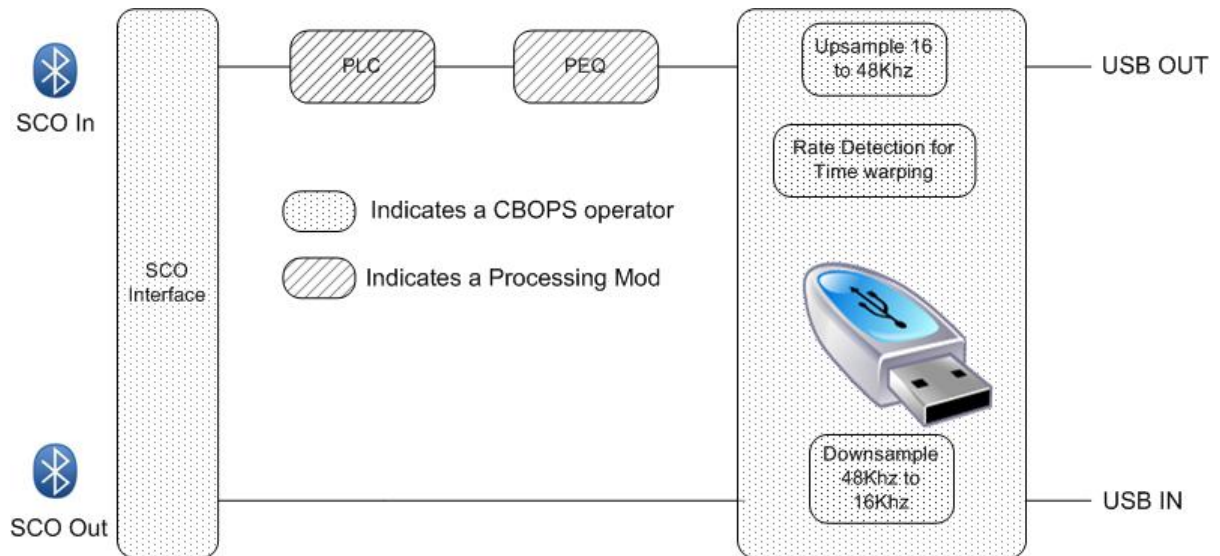 SCO In
SCO
Interface
PLC
PEQ
Upsample 16
to 48Khz
USB OUT
Rate Detection for
Time warping
Indicates a CBOPS operator
Indicates a Processing Mod
Downsample
48Khz to
16Khz
USB IN
SCO Out